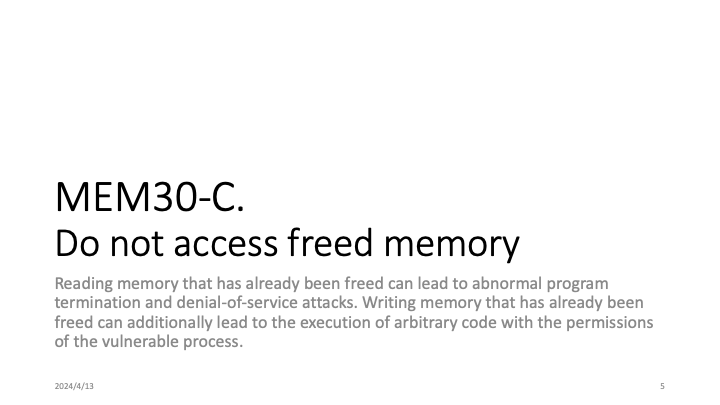 MEM30-C.
Do not access freed memory
Reading memory that has already been freed can lead to abnormal program
termination and denial-of-service attacks. Writing memory that has already been
freed can additionally lead to the execution of arbitrary code with the permissions
of the vulnerable process.
2024/4/13
5